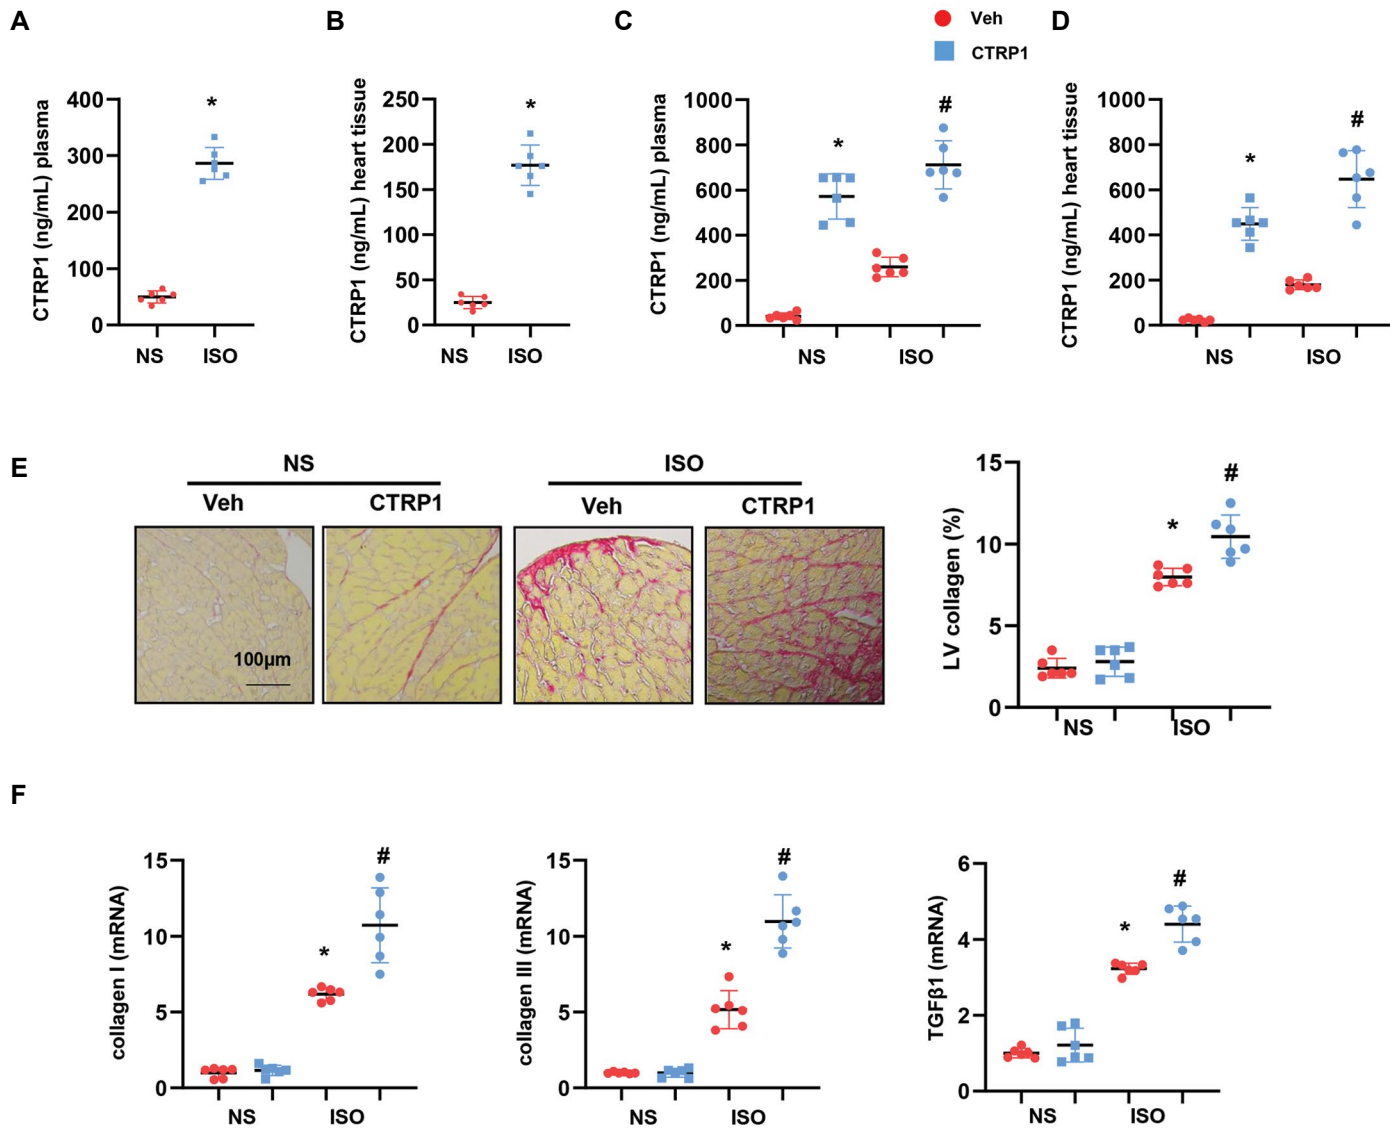 A
B
C
D
Veh
CTRP1
CTRP1 (ng/mL) plasma
400
300
200
100
0
*
NS
ISO
CTRP1 (ng/mL) heart tissue
250
200
150
100
50
0
*
NS
ISO
CTRP1 (ng/mL) plasma
1000
800
600
400
200
0
*
#
NS
ISO
CTRP1 (ng/mL) heart tissue
1000
800
600
400
200
0
*
#
NS
ISO
E
NS
ISO
Veh
CTRP1
Veh
CTRP1
100μm
LV collagen (%)
15
10
5
0
*
#
NS
ISO
F
collagen I (mRNA)
15
10
5
0
*
#
NS
ISO
collagen III (mRNA)
15
10
5
0
*
#
NS
ISO
TGFβ1 (mRNA)
6
4
2
0
*
#
NS
ISO